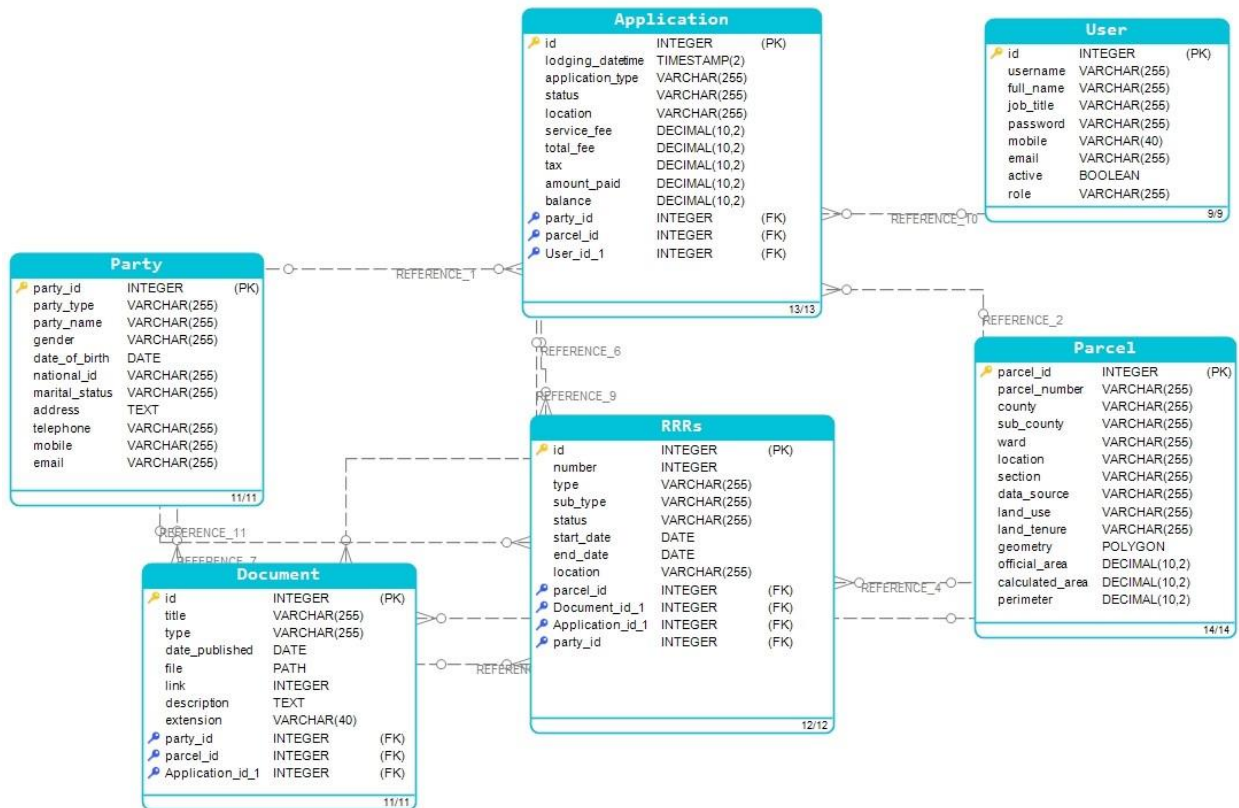 Application
id INTEGER (PK)
lodging_datetime TIMESTAMP(2)
application_type VARCHAR(255)
status VARCHAR(255)
location VARCHAR(255)
service_fee DECIMAL(10,2)
total_fee DECIMAL(10,2)
tax DECIMAL(10,2)
amount_paid DECIMAL(10,2)
balance DECIMAL(10,2)
party_id INTEGER (FK)
parcel_id INTEGER (FK)
User_id_1 INTEGER (FK)
13/13
User
id INTEGER (PK)
username VARCHAR(255)
full_name VARCHAR(255)
job_title VARCHAR(255)
password VARCHAR(255)
mobile VARCHAR(40)
email VARCHAR(255)
active BOOLEAN
role VARCHAR(255)
9/9
REFERENCE_10
REFERENCE_1
Party
party_id INTEGER (PK)
party_type VARCHAR(255)
party_name VARCHAR(255)
gender VARCHAR(255)
date_of_birth DATE
national_id VARCHAR(255)
marital_status VARCHAR(255)
address TEXT
telephone VARCHAR(255)
mobile VARCHAR(255)
email VARCHAR(255)
11/11
REFERENCE_2
REFERENCE_6
REFERENCE_9
Parcel
parcel_id INTEGER (PK)
parcel_number VARCHAR(255)
county VARCHAR(255)
sub_county VARCHAR(255)
ward VARCHAR(255)
location VARCHAR(255)
section VARCHAR(255)
data_source VARCHAR(255)
land_use VARCHAR(255)
land_tenure VARCHAR(255)
geometry POLYGON
official_area DECIMAL(10,2)
calculated_area DECIMAL(10,2)
perimeter DECIMAL(10,2)
14/14
RRRs
id INTEGER (PK)
number INTEGER
type VARCHAR(255)
sub_type VARCHAR(255)
status VARCHAR(255)
start_date DATE
end_date DATE
location VARCHAR(255)
parcel_id INTEGER (FK)
Document_id_1 INTEGER (FK)
Application_id_1 INTEGER (FK)
party_id INTEGER (FK)
12/12
REFERENCE_11
REFERENCE_7
REFERENCE_4
Document
id INTEGER (PK)
title VARCHAR(255)
type VARCHAR(255)
date_published DATE
file PATH
link INTEGER
description TEXT
extension VARCHAR(40)
party_id INTEGER (FK)
parcel_id INTEGER (FK)
Application_id_1 INTEGER (FK)
11/11